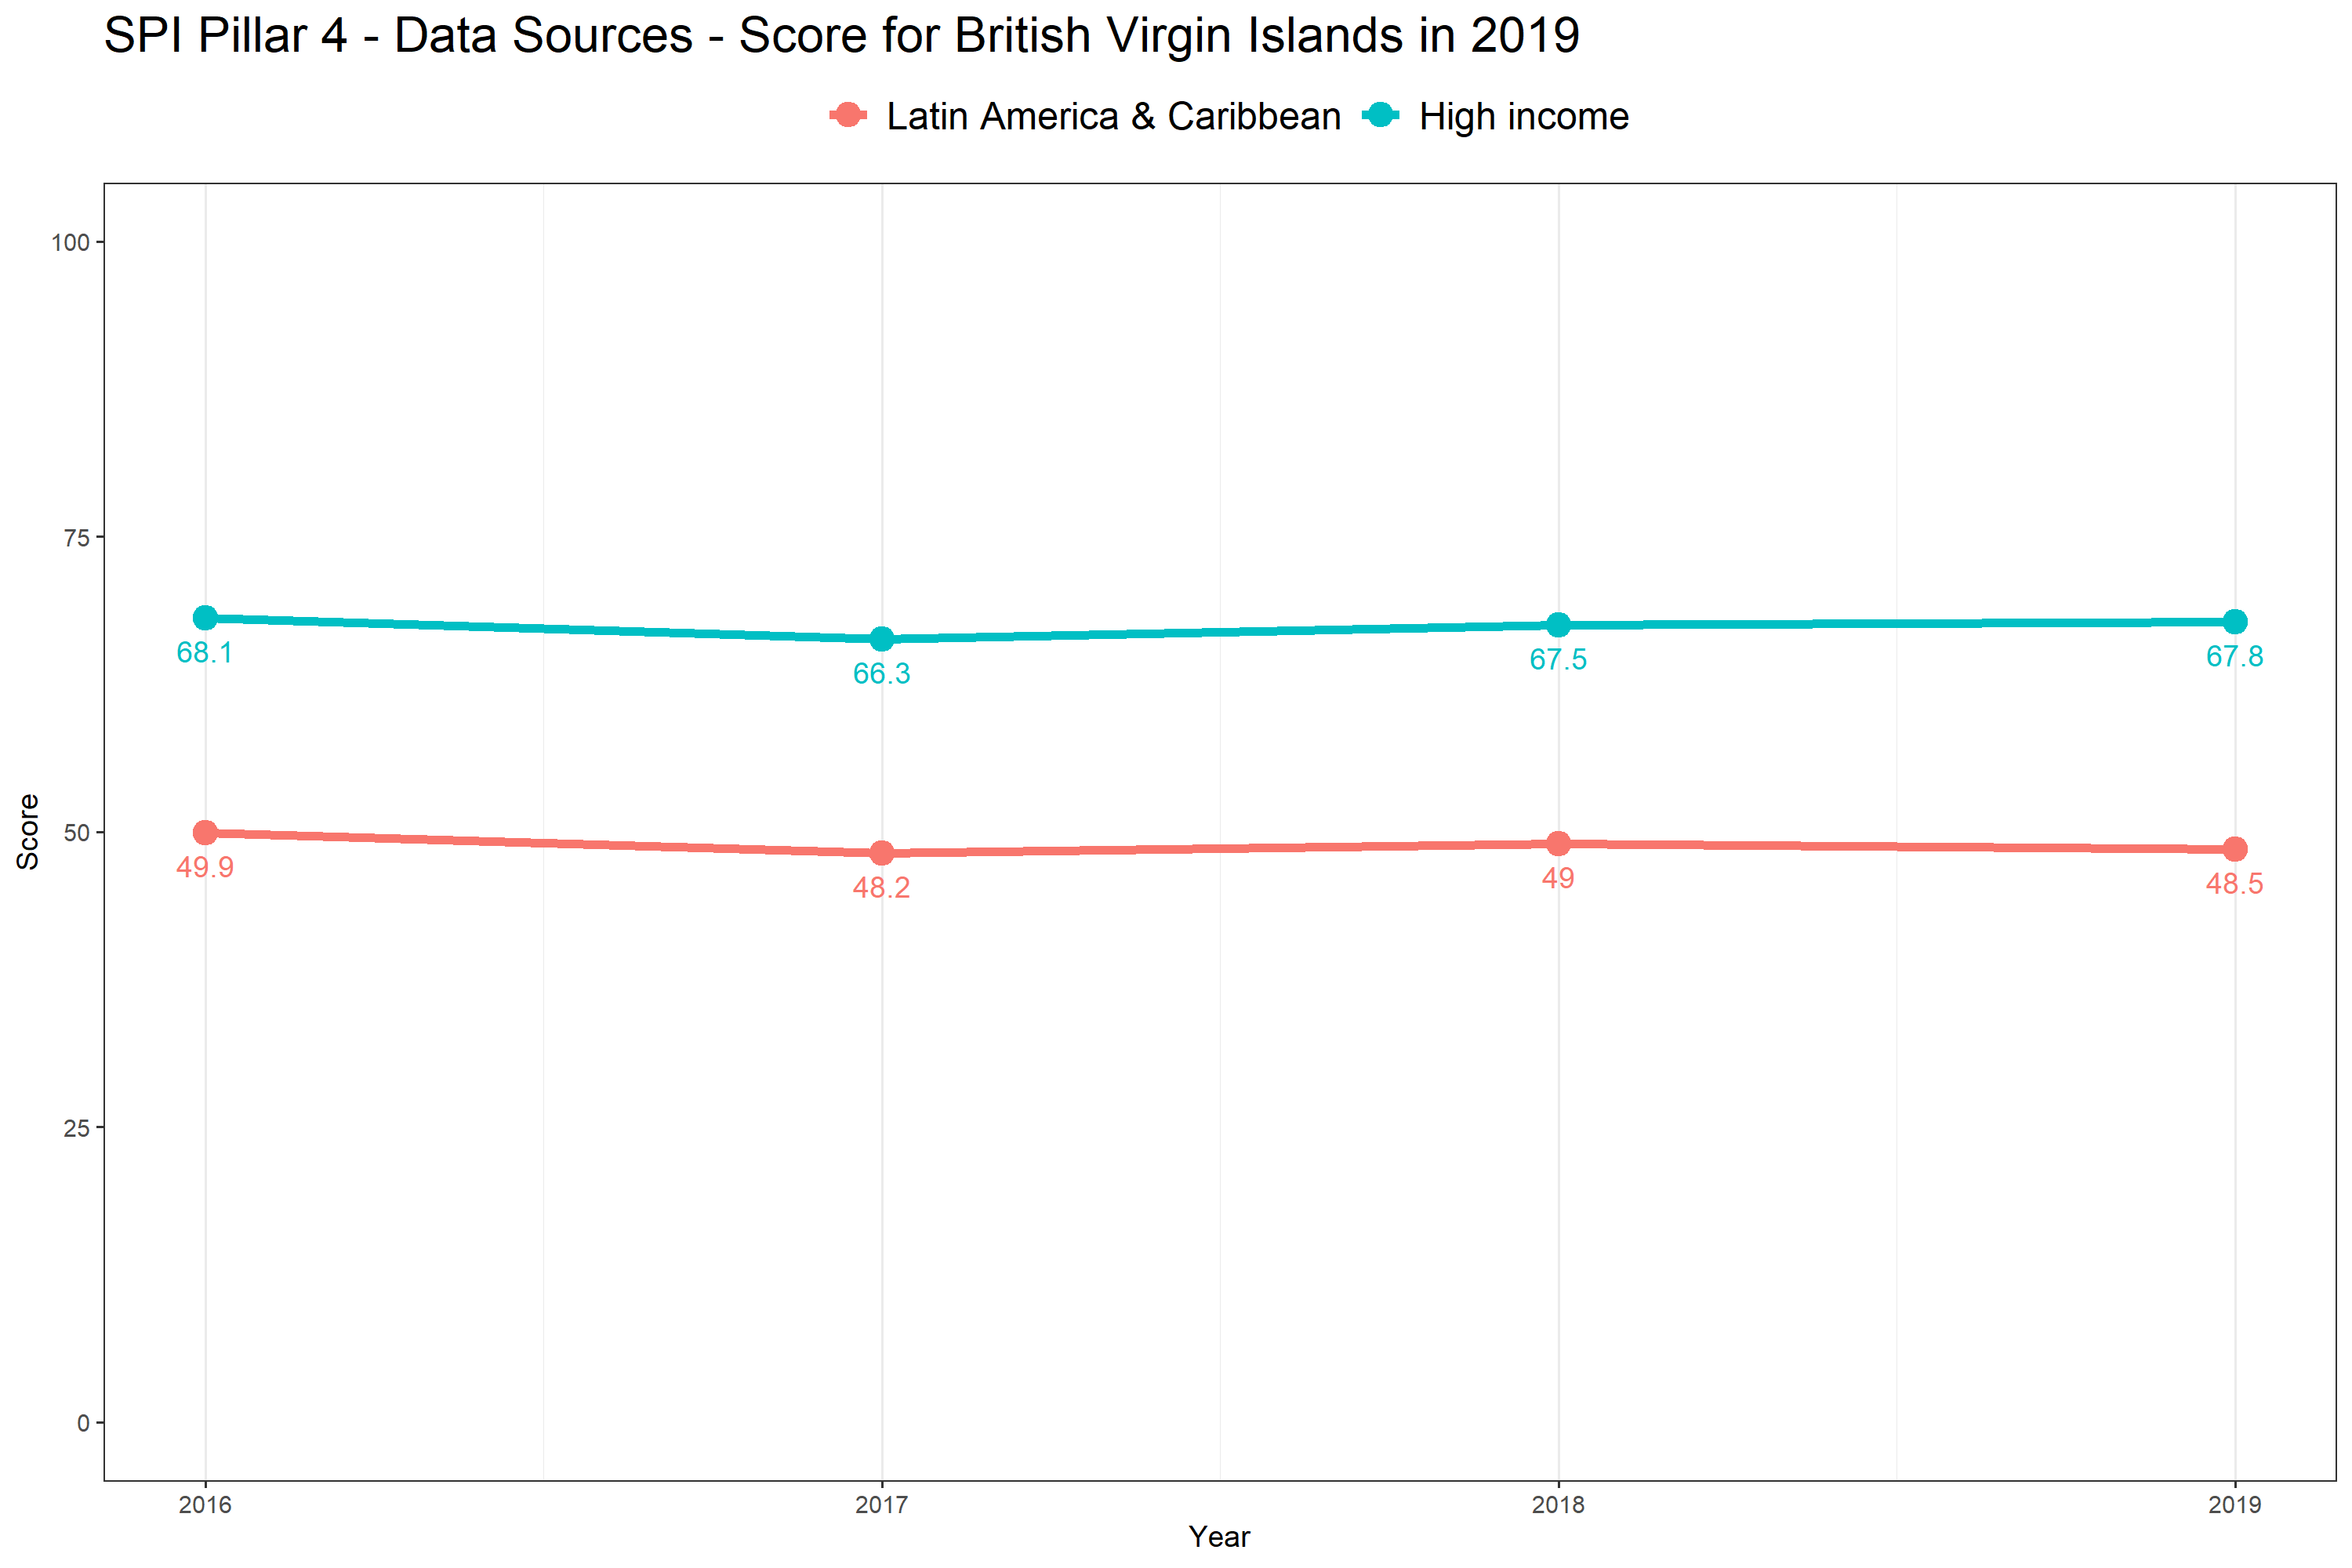 SPI Pillar 4 - Data Sources - Score for British Virgin Islands in 2019
Latin America & Caribbean High income
100
75
50
25
0
Score
68.1
66.3
67.5
67.8
49.9
48.2
49
48.5
2016 2017 2018 2019
Year